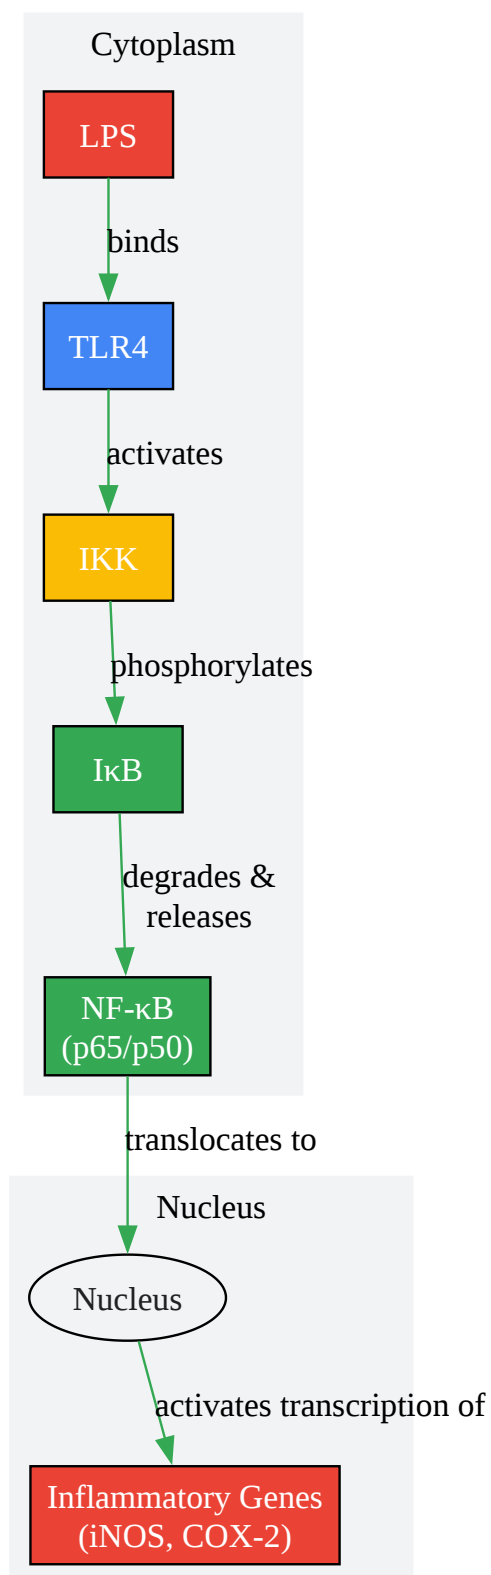 Cytoplasm
LPS
binds
TLR4
activates
IKK
phosphorylates
IκB
degrades &
releases
NF-κB
(p65/p50)
translocates to
Nucleus
Nucleus
activates transcription of
Inflammatory Genes
(iNOS, COX-2)